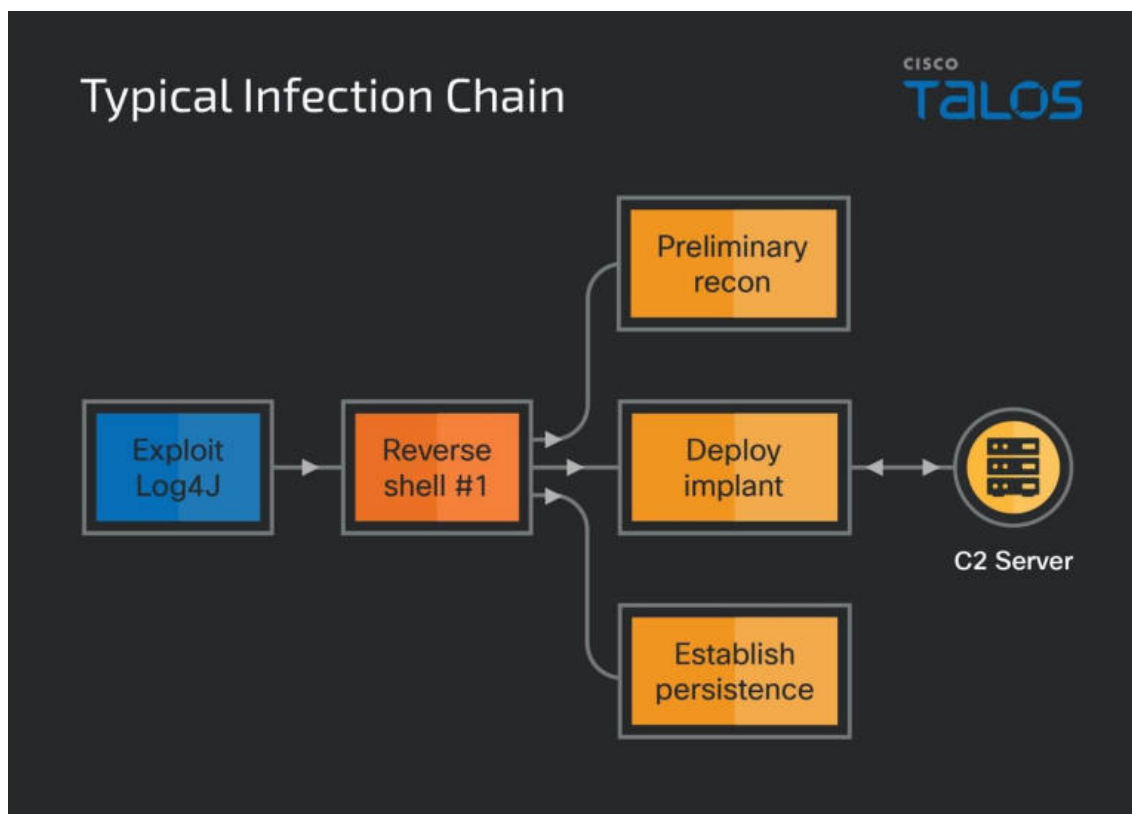 Typical Infection Chain
CISCO
TALOS
Preliminary
recon
Exploit
Log4J
Reverse
shell #1
Deploy
implant
C2 Server
Establish
persistence